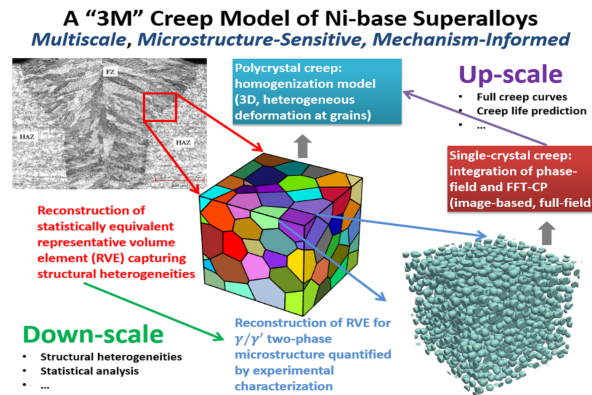 A “3M” Creep Model of Ni-base Superalloys
Multiscale, Microstructure-Sensitive, Mechanism-Informed
FZ
HAZ
HAZ
Polycrystal creep:
homogenization model
(3D, heterogeneous
deformation at grains)
Up-scale
• Full creep curves
• Creep life prediction
• ...
Single-crystal creep:
integration of phase-
field and FFT-CP
(image-based, full-field
Reconstruction of
statistically equivalent
representative volume
element (RVE) capturing
structural heterogeneities
Down-scale
• Structural heterogeneities
• Statistical analysis
• ...
Reconstruction of RVE for
γ/γ′ two-phase
microstructure quantified
by experimental
characterization